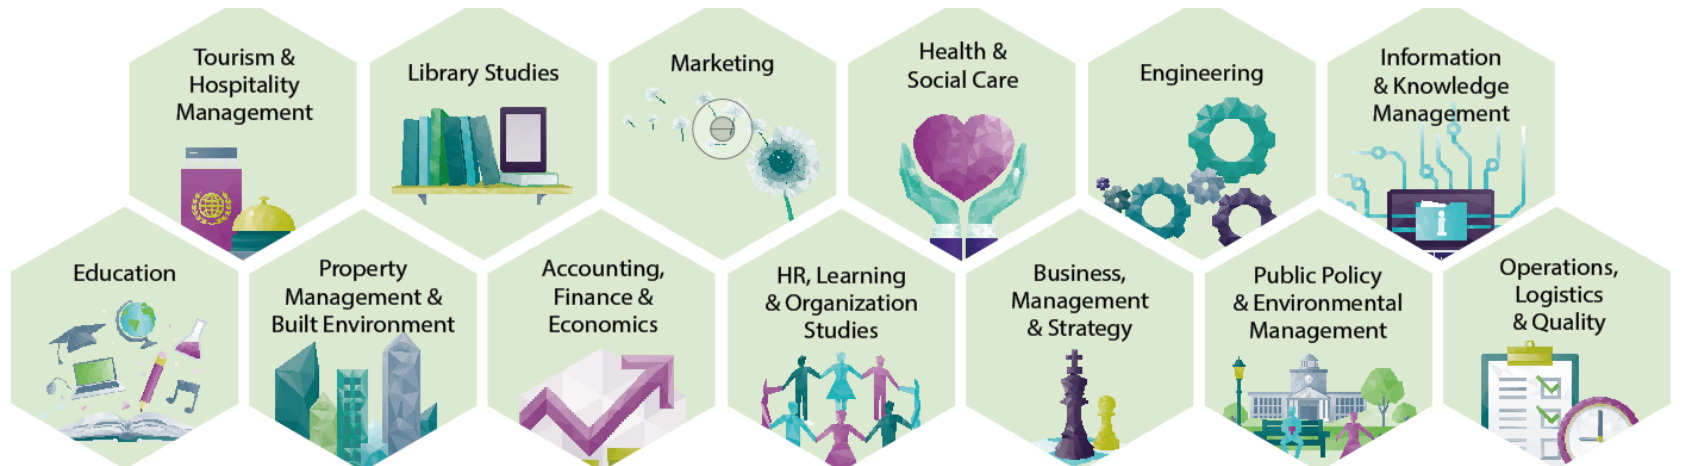 Tourism &
Hospitality
Management
Library Studies
Marketing
Health &
Social Care
Engineering
Information
& Knowledge
Management
i
Education
Property
Management &
Built Environment
Accounting,
Finance &
Economics
HR, Learning
& Organization
Studies
Business,
Management
& Strategy
Public Policy
& Environmental
Management
Operations,
Logistics
& Quality